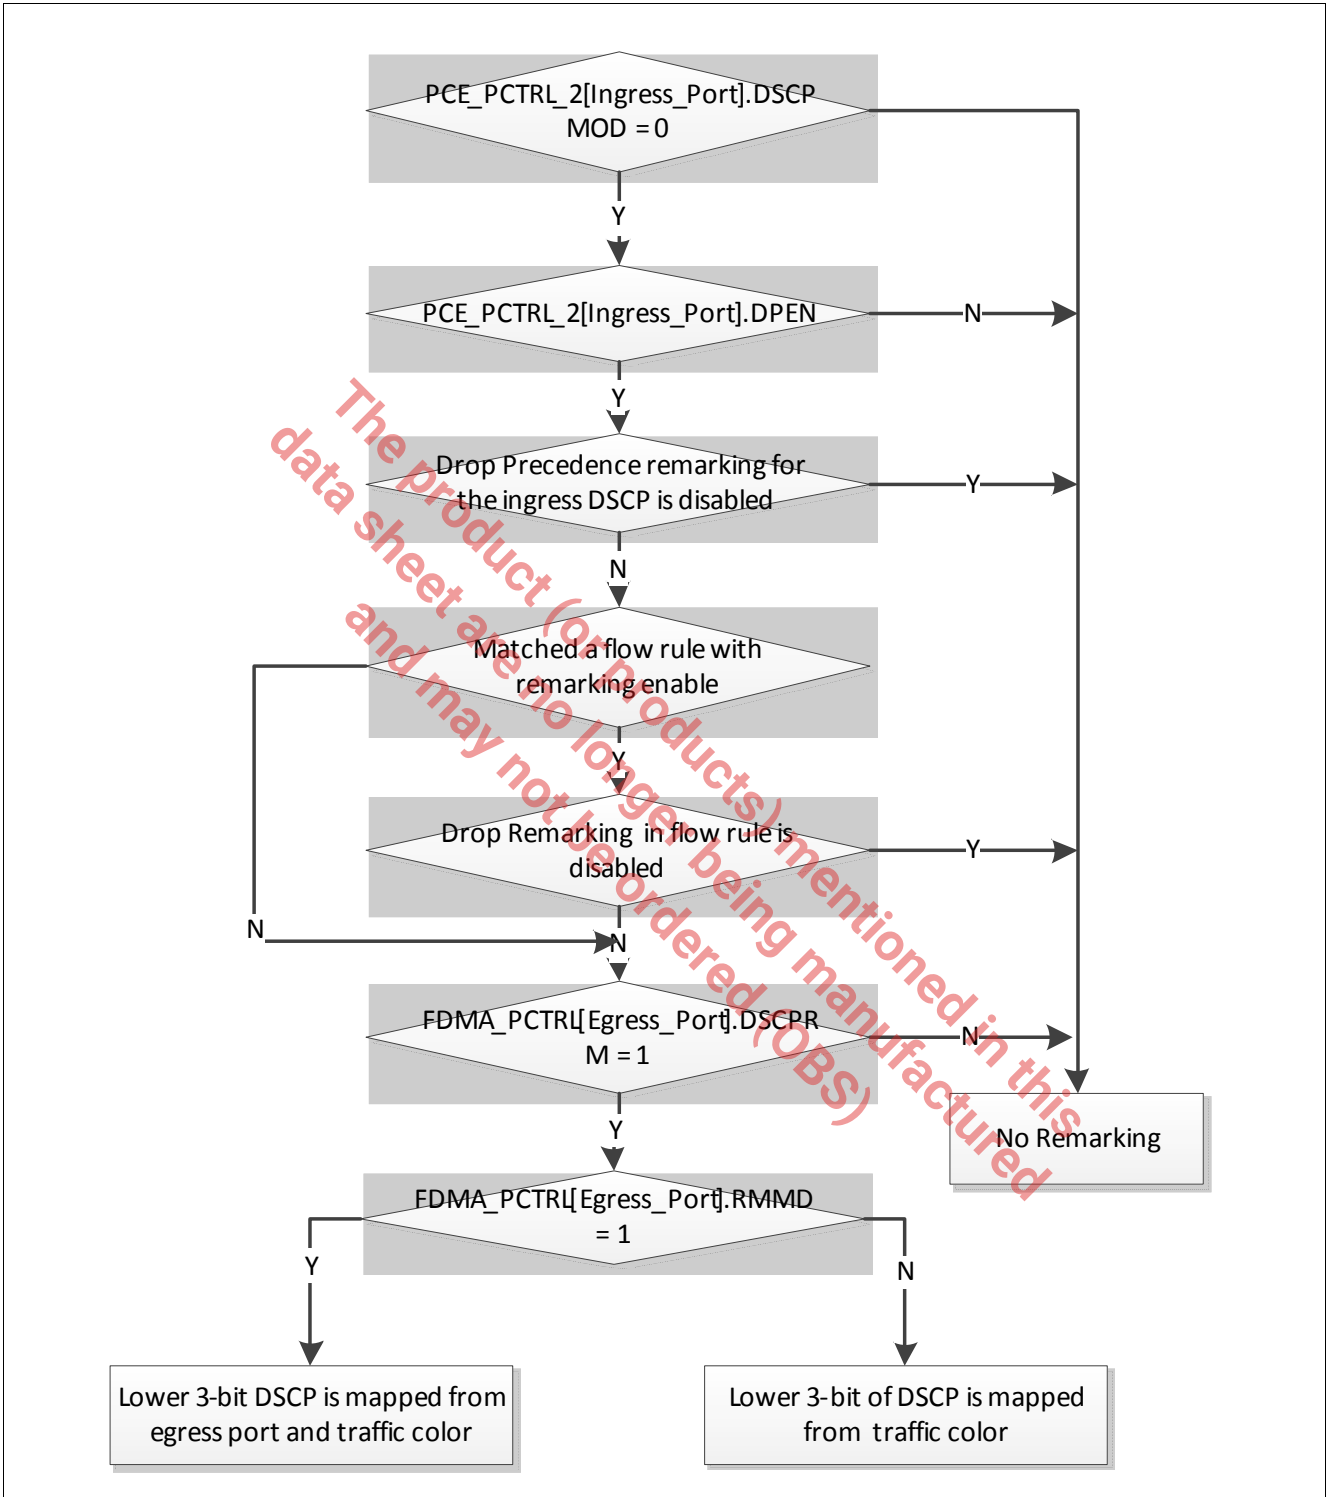 PCE_PCTRL_2[Ingress_Port].DSCP
MOD = 0
Y
PCE_PCTRL_2[Ingress_Port].DPEN
N
Y
Drop Precedence remarking for
the ingress DSCP is disabled
Y
N
Matched a flow rule with
remarking enable
Y
Drop Remarking in flow rule is
disabled
Y
N
N
FDMA_PCTRL[Egress_Port].DSCPR
M = 1
N
Y
No Remarking
FDMA_PCTRL[Egress_Port].RMMD
= 1
Y
N
Lower 3-bit DSCP is mapped from
egress port and traffic color
Lower 3-bit of DSCP is mapped
from traffic color
The product (or products) mentioned in this
data sheet are no longer being manufactured
and may not be ordered (OBS)